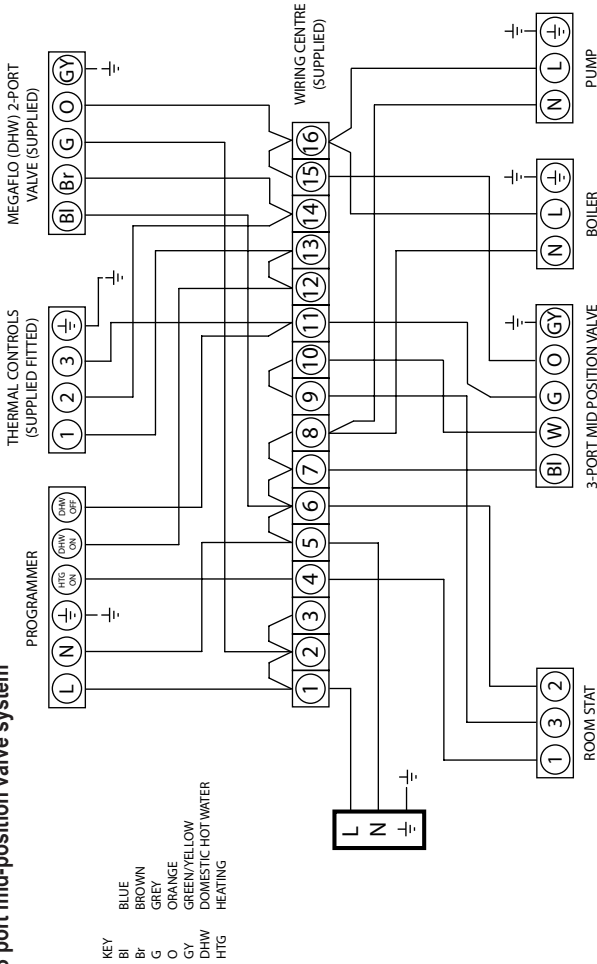 3 port mid-position valve system
KEY
Bl BLUE
Br BROWN
G GREY
O ORANGE
GY GREEN/YELLOW
DHW DOMESTIC HOT WATER
HTG HEATING
PROGRAMMER
L N HTG ON DHW ON DHW OFF
THERMAL CONTROLS
(SUPPLIED FITTED)
1 2 3
MEGAFLO (DHW) 2-PORT
VALVE (SUPPLIED)
Bl Br G O GY
WIRING CENTRE
(SUPPLIED)
1 2 3 4 5 6 7 8 9 10 11 12 13 14 15 16
L
N
1 3 2
ROOM STAT
Bl W G O GY
3-PORT MID POSITION VALVE
N L
BOILER
N L
PUMP